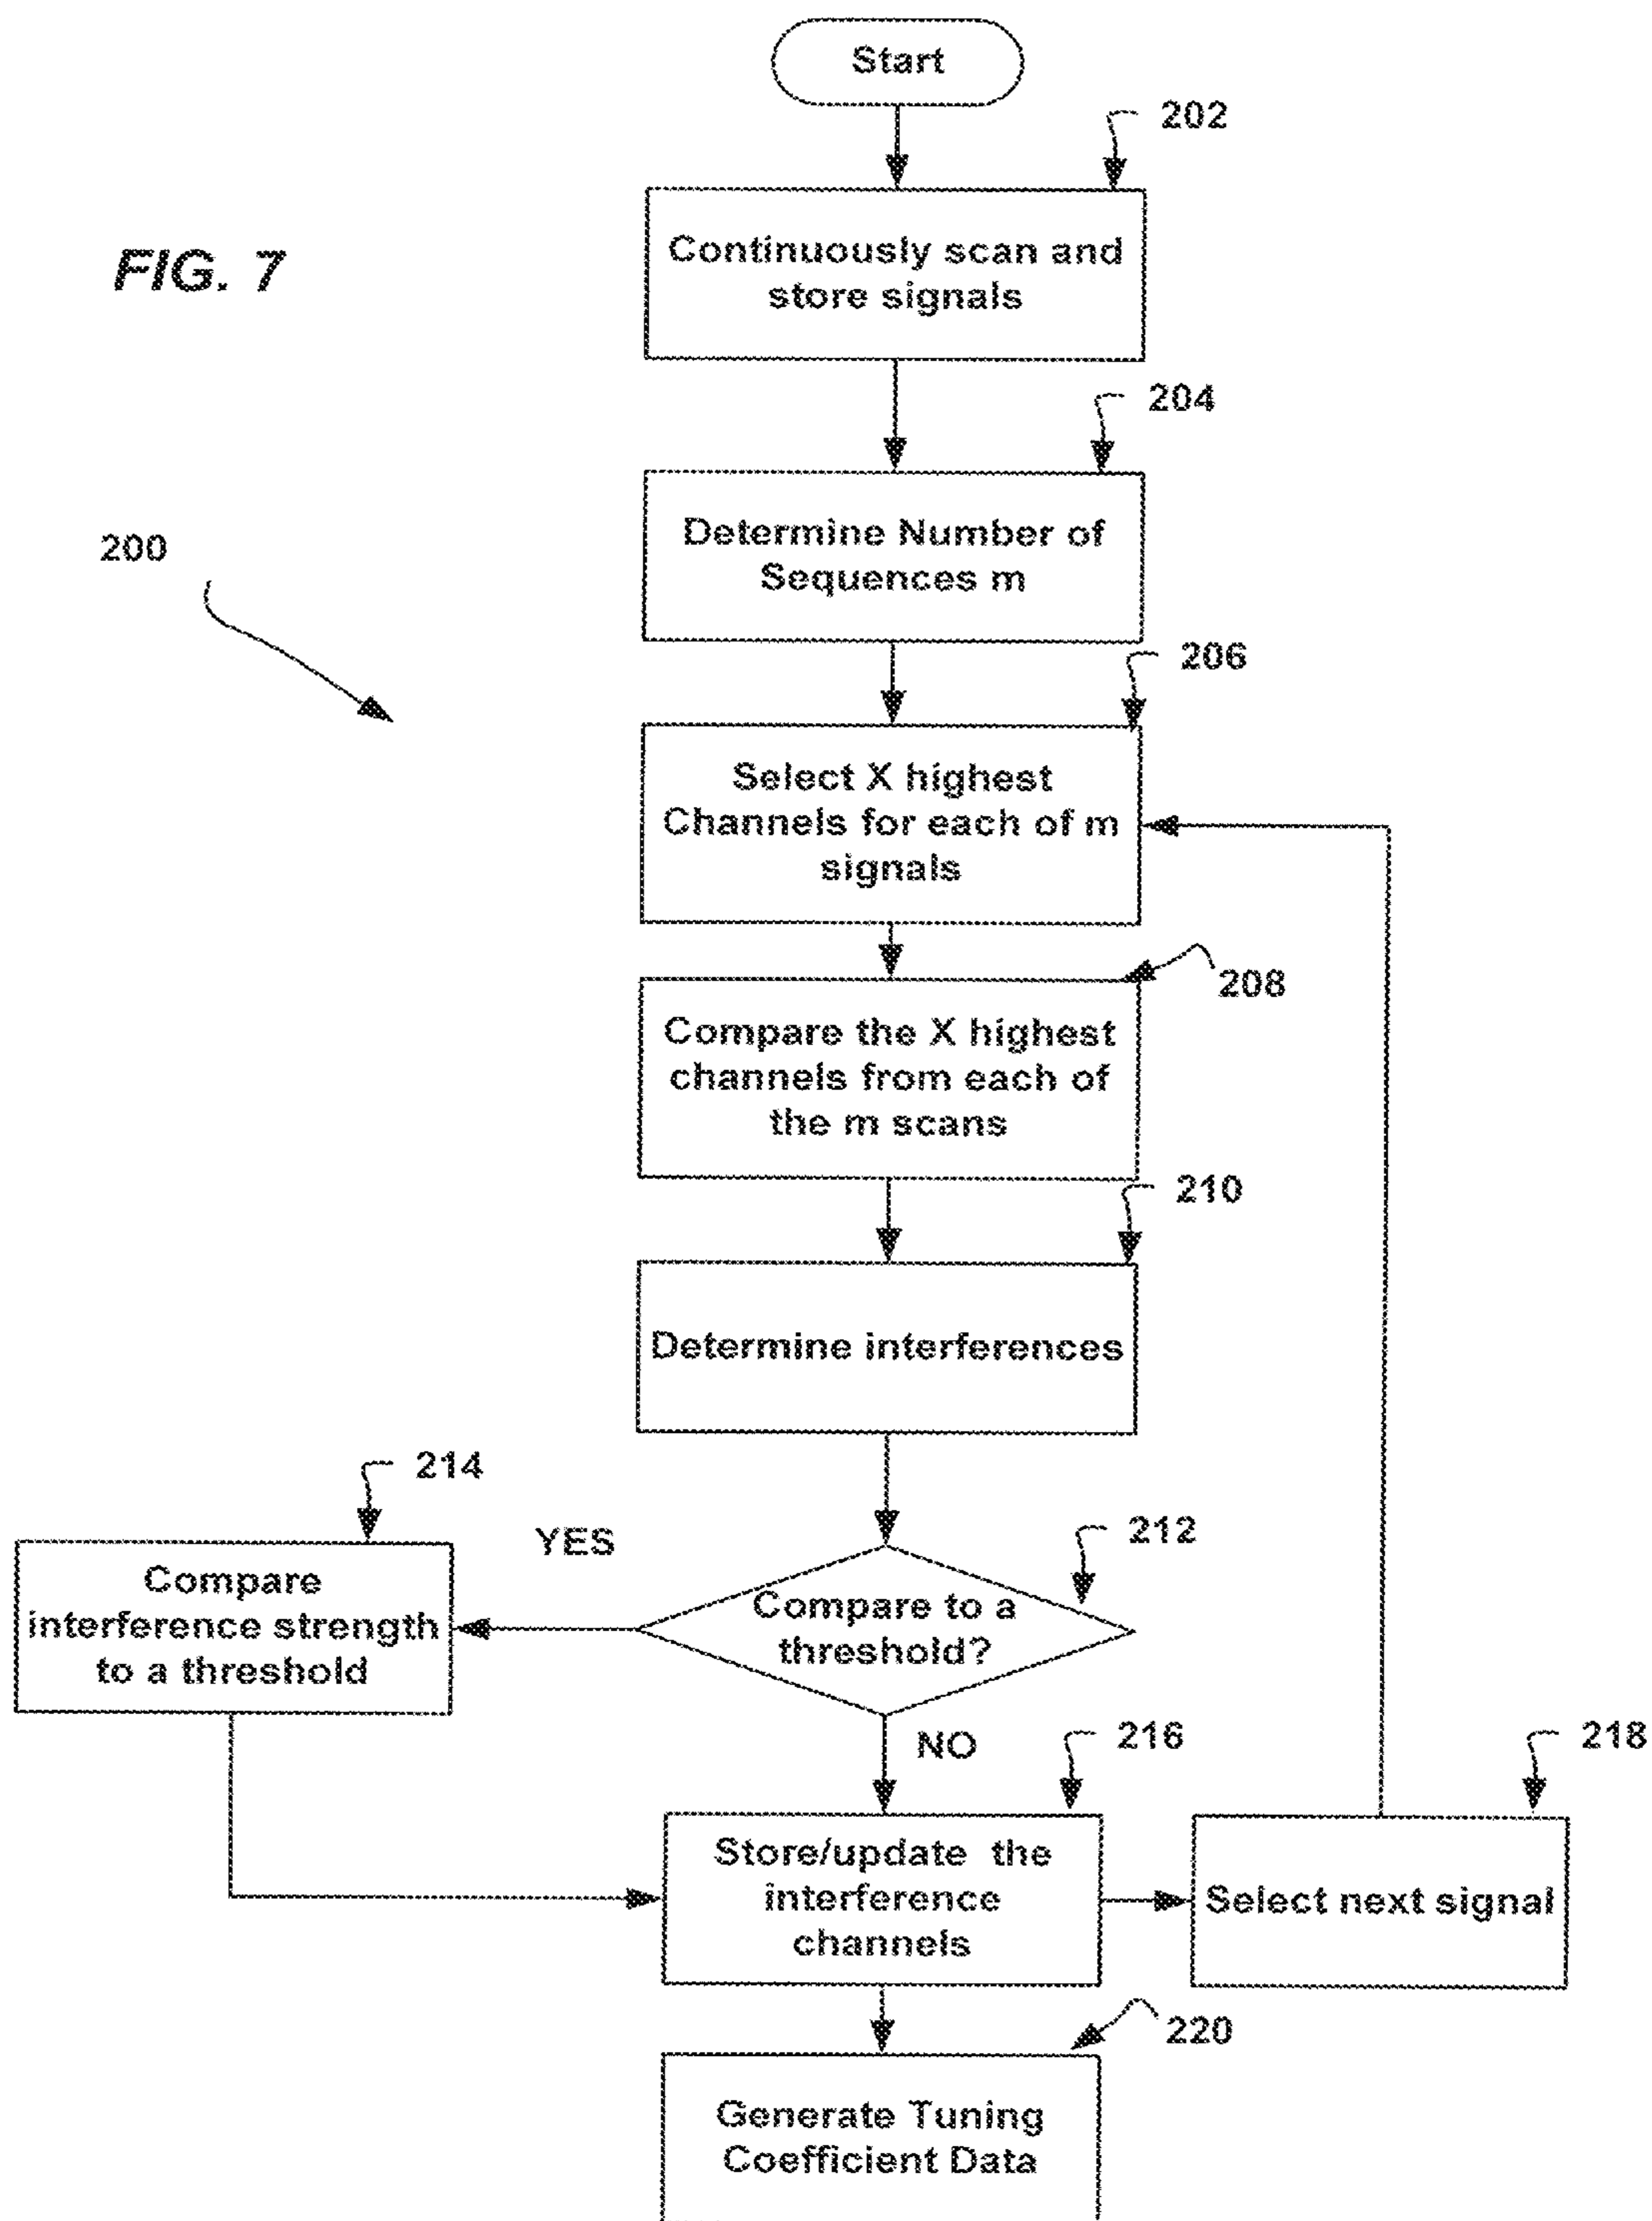 Start
202
FIG. 7
Continuously scan and
store signals
204
200
Determine Number of
Sequences m
206
Select X highest
Channels for each of m
signals
208
Compare the X highest
channels from each of
the m scans
210
Determine interferences
214
YES
212
Compare
interference strength
to a threshold
Compare to a
threshold?
NO
216
218
Store/update the
interference
channels
Select next signal
220
Generate Tuning
Coefficient Data